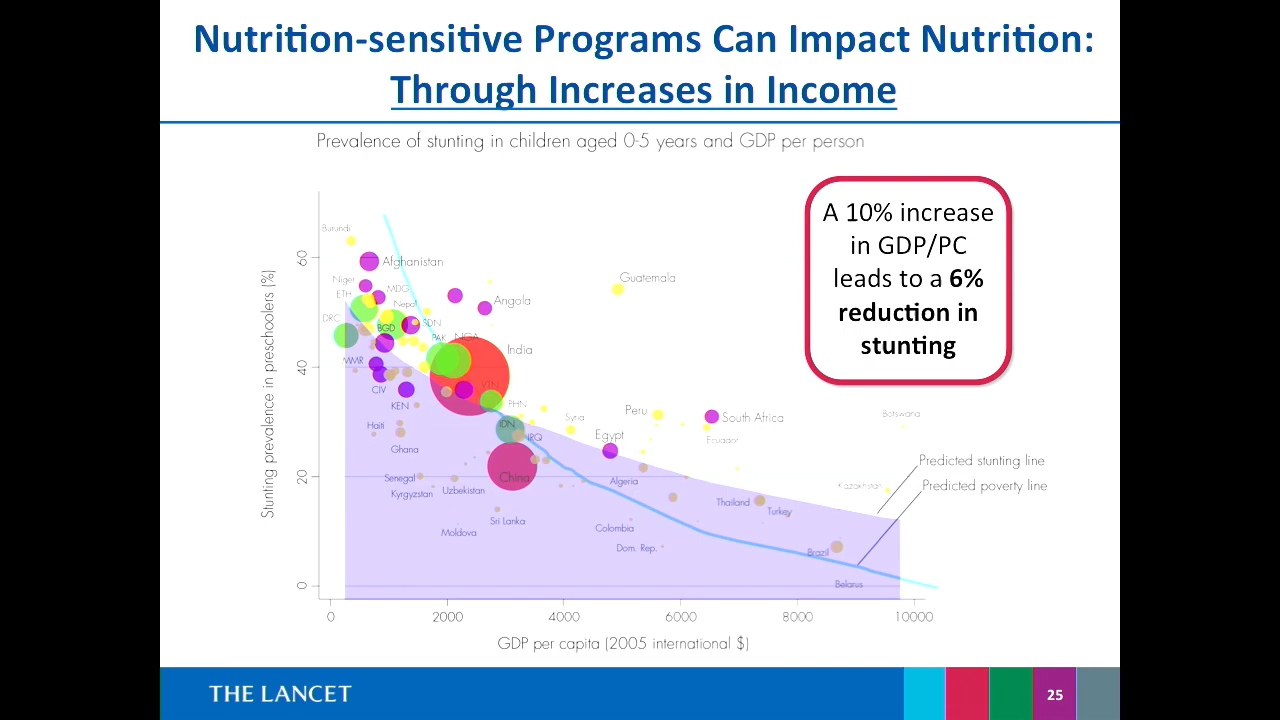 Nutrition-sensitive Programs Can Impact Nutrition:
Through Increases in Income
Prevalence of stunting in children aged 0-5 years and GDP per person
A 10% increase
in GDP/PC
leads to a 6%
reduction in
stunting
Stunting prevalence in preschoolers (%)
60
40
20
0
Burundi
Afghanistan
Niger
MDG
ETH
Nepal
Angola
Guatemala
DRC
BGD
SDN
PAK
NGA
India
MMR
CIV
VTN
KEN
PHN
Syria
Peru
South Africa
Botswana
Haiti
IDN
IRQ
Egypt
Ecuador
Ghana
Predicted stunting line
Senegal
China
Algeria
Kazakhstan
Predicted poverty line
Kyrgyzstan
Uzbekistan
Thailand
Turkey
Sri Lanka
Moldova
Colombia
Dom. Rep.
Brazil
Belarus
0
2000
4000
6000
8000
10000
GDP per capita (2005 international $)
THE LANCET
25